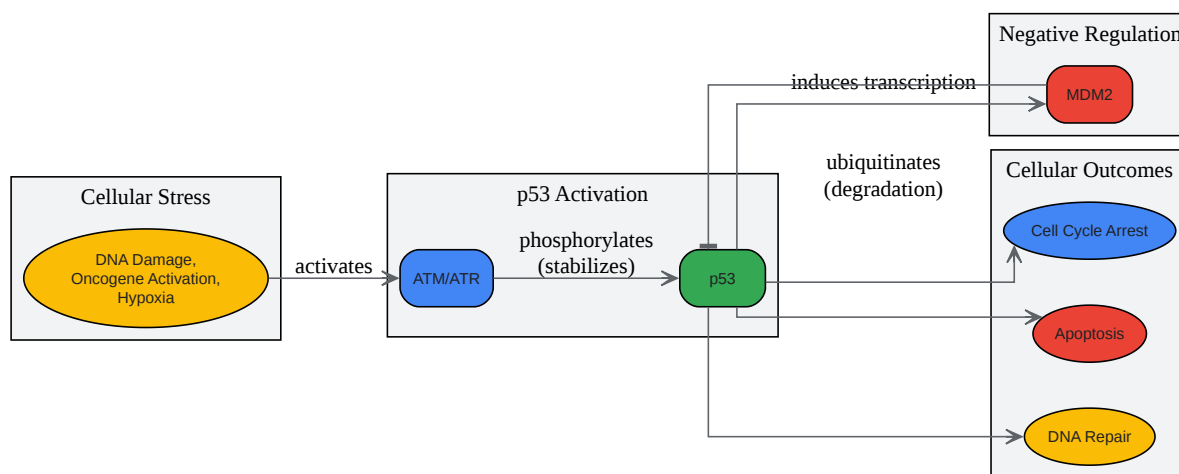 Negative Regulation
induces transcription
MDM2
ubiquitinates
(degradation)
Cellular Stress
DNA Damage,
Oncogene Activation,
Hypoxia
activates
p53 Activation
ATM/ATR
phosphorylates
(stabilizes)
p53
Cellular Outcomes
Cell Cycle Arrest
Apoptosis
DNA Repair